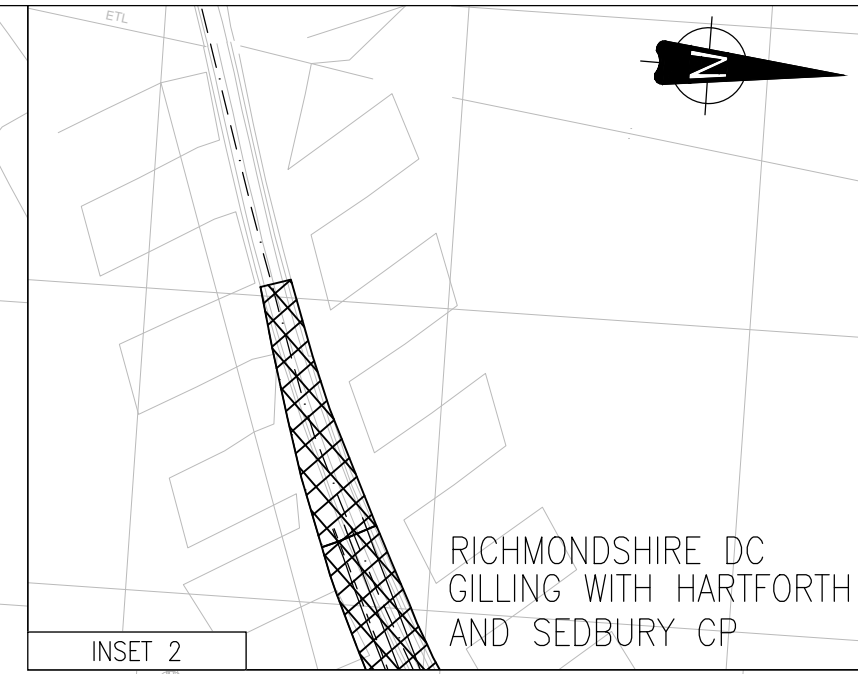 ETL
N
RICHMONDSHIRE DC
GILLING WITH HARTFORTH
AND SEDBURY CP
INSET 2